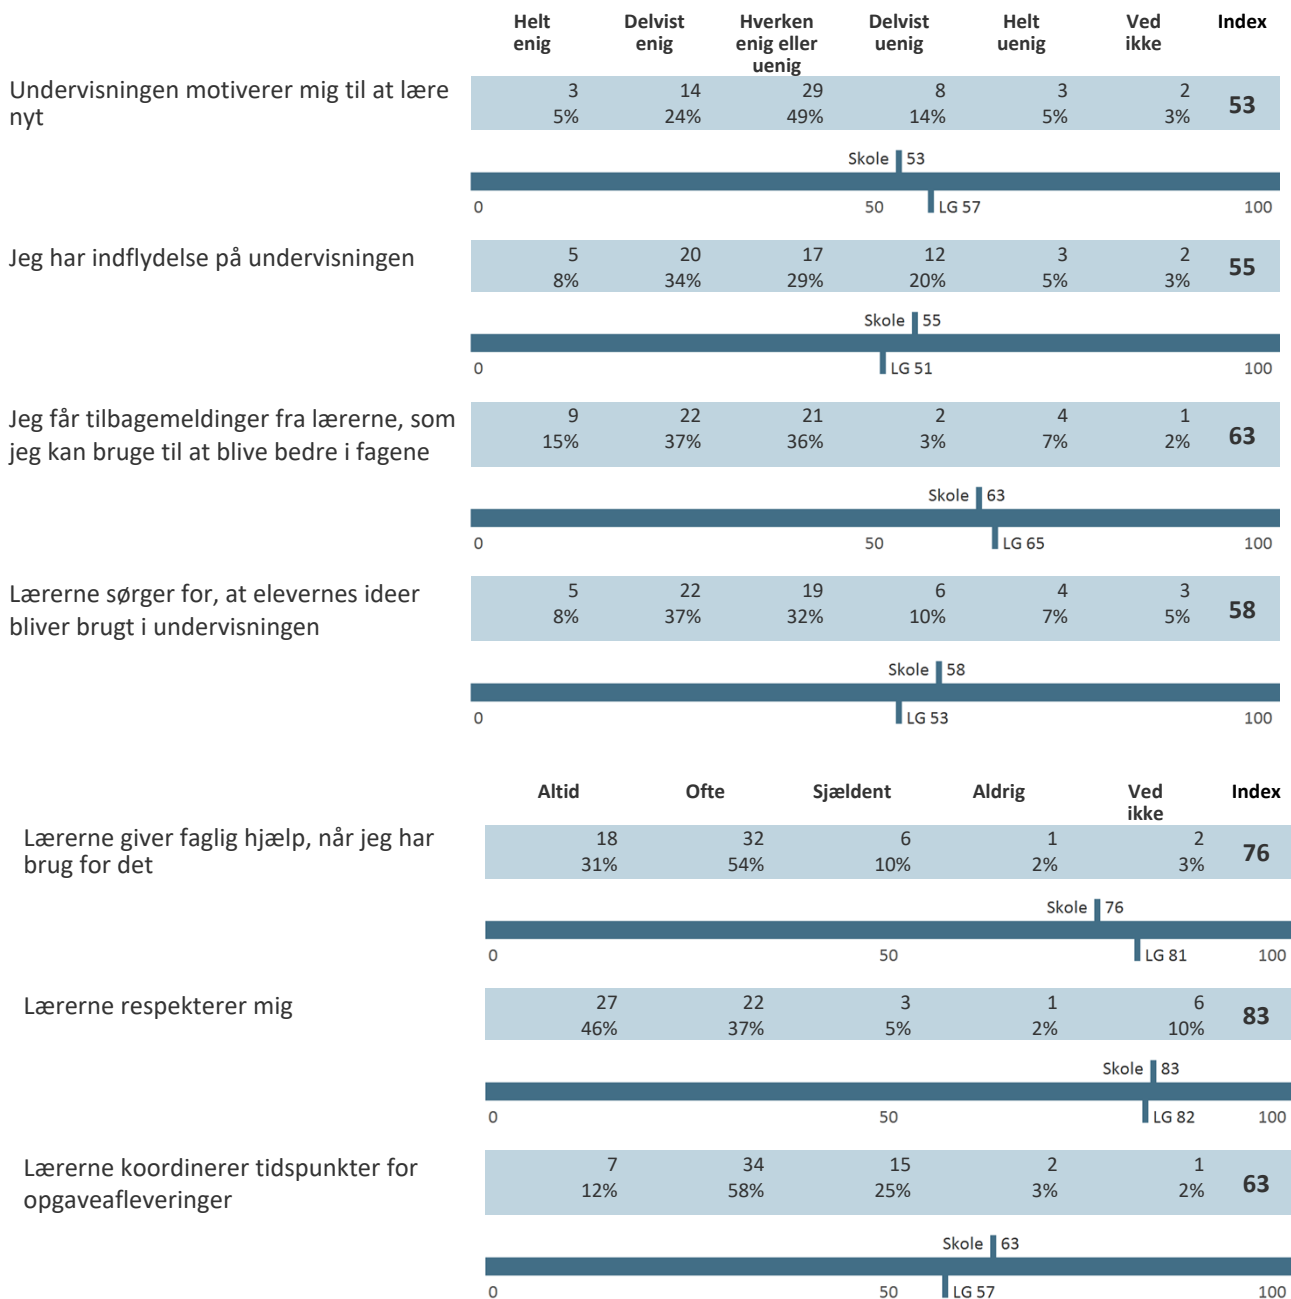 Helt enig Delvist enig Hverken enig eller uenig Delvist uenig Helt uenig Ved ikke Index
Undervisningen motiverer mig til at lære
nyt
3 14 29 8 3 2 53
5% 24% 49% 14% 5% 3%
Skole 53
0 50 LG 57 100
Jeg har indflydelse på undervisningen
5 20 17 12 3 2 55
8% 34% 29% 20% 5% 3%
Skole 55
0 LG 51 100
Jeg får tilbagemeldinger fra lærerne, som
jeg kan bruge til at blive bedre i fagene
9 22 21 2 4 1 63
15% 37% 36% 3% 7% 2%
Skole 63
0 50 LG 65 100
Lærerne sørger for, at elevernes ideer
bliver brugt i undervisningen
5 22 19 6 4 3 58
8% 37% 32% 10% 7% 5%
Skole 58
0 LG 53 100
Altid Ofte Sjældent Aldrig Ved ikke Index
Lærerne giver faglig hjælp, når jeg har
brug for det
18 32 6 1 2 76
31% 54% 10% 2% 3%
Skole 76
0 50 LG 81 100
Lærerne respekterer mig
27 22 3 1 6 83
46% 37% 5% 2% 10%
Skole 83
0 50 LG 82 100
Lærerne koordinerer tidspunkter for
opgaveafleveringer
7 34 15 2 1 63
12% 58% 25% 3% 2%
Skole 63
0 50 LG 57 100